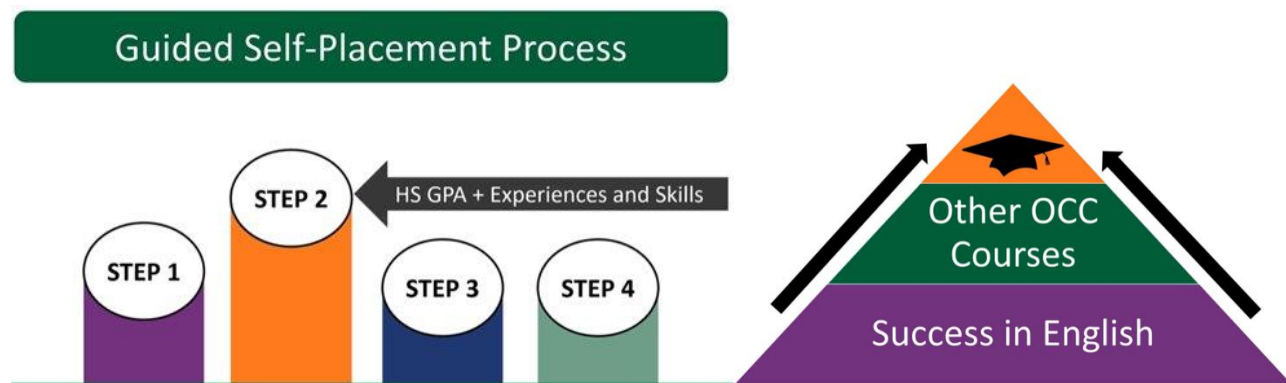 Guided Self-Placement Process
STEP 1
STEP 2
HS GPA + Experiences and Skills
STEP 3
STEP 4
Other OCC
Courses
Success in English